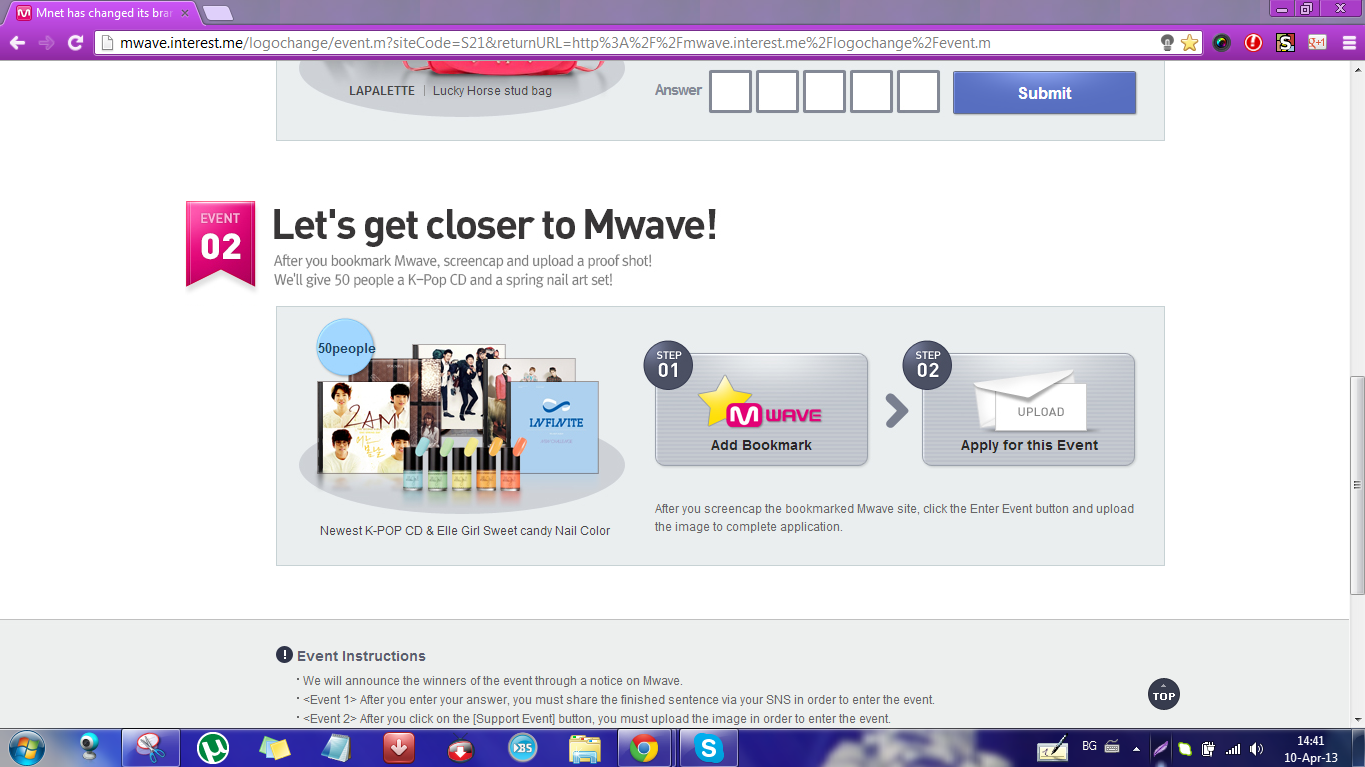 Mnet has changed its bra
mwave.interest.me/logochange/event.m?siteCode=S21&returnURL=http%3A%2F%2Fmwave.interest.me%2Flogochange%2Fevent.m
LAPALETTE | Lucky Horse stud bag
Answer
Submit
EVENT
02
Let's get closer to Mwave!
After you bookmark Mwave, screencap and upload a proof shot!
We'll give 50 people a K-Pop CD and a spring nail art set!
50people
2AM
INFINITE
Newest K-POP CD & Elle Girl Sweet candy Nail Color
STEP
01
M WAVE
Add Bookmark
STEP
02
UPLOAD
Apply for this Event
After you screencap the bookmarked Mwave site, click the Enter Event button and upload
the image to complete application.
! Event Instructions
· We will announce the winners of the event through a notice on Mwave.
· <Event 1> After you enter your answer, you must share the finished sentence via your SNS in order to enter the event.
· <Event 2> After you click on the [Support Event] button, you must upload the image in order to enter the event.
TOP
BG
14:41
10-Apr-13